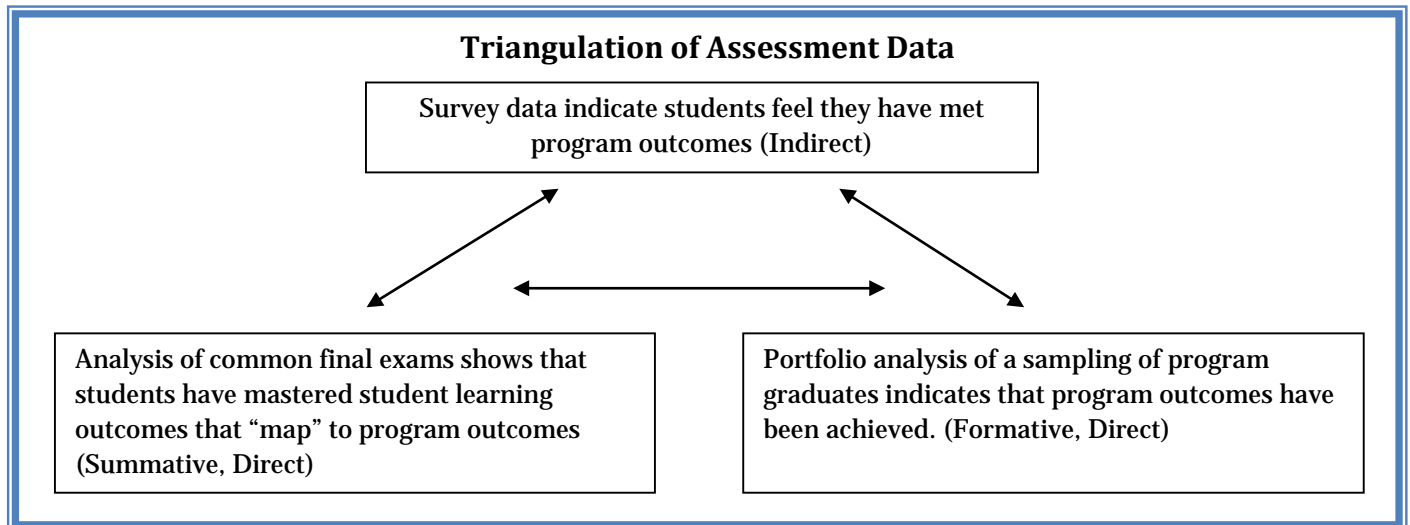 Triangulation of Assessment Data
Survey data indicate students feel they have met
program outcomes (Indirect)
Analysis of common final exams shows that
students have mastered student learning
outcomes that “map” to program outcomes
(Summative, Direct)
Portfolio analysis of a sampling of program
graduates indicates that program outcomes have
been achieved. (Formative, Direct)